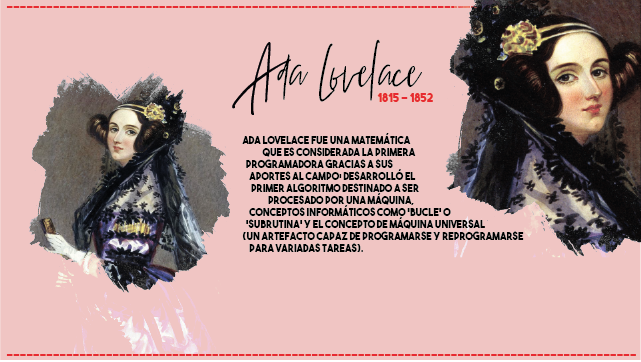 Ada Lovelace
1815 – 1852
ADA LOVELACE FUE UNA MATEMÁTICA
QUE ES CONSIDERADA LA PRIMERA
PROGRAMADORA GRACIAS A SUS
APORTES AL CAMPO: DESARROLLÓ EL
PRIMER ALGORITMO DESTINADO A SER
PROCESADO POR UNA MÁQUINA,
CONCEPTOS INFORMÁTICOS COMO 'BUCLE' O
'SUBRUTINA' Y EL CONCEPTO DE MÁQUINA UNIVERSAL
(UN ARTEFACTO CAPAZ DE PROGRAMARSE Y REPROGRAMARSE
PARA VARIADAS TAREAS).